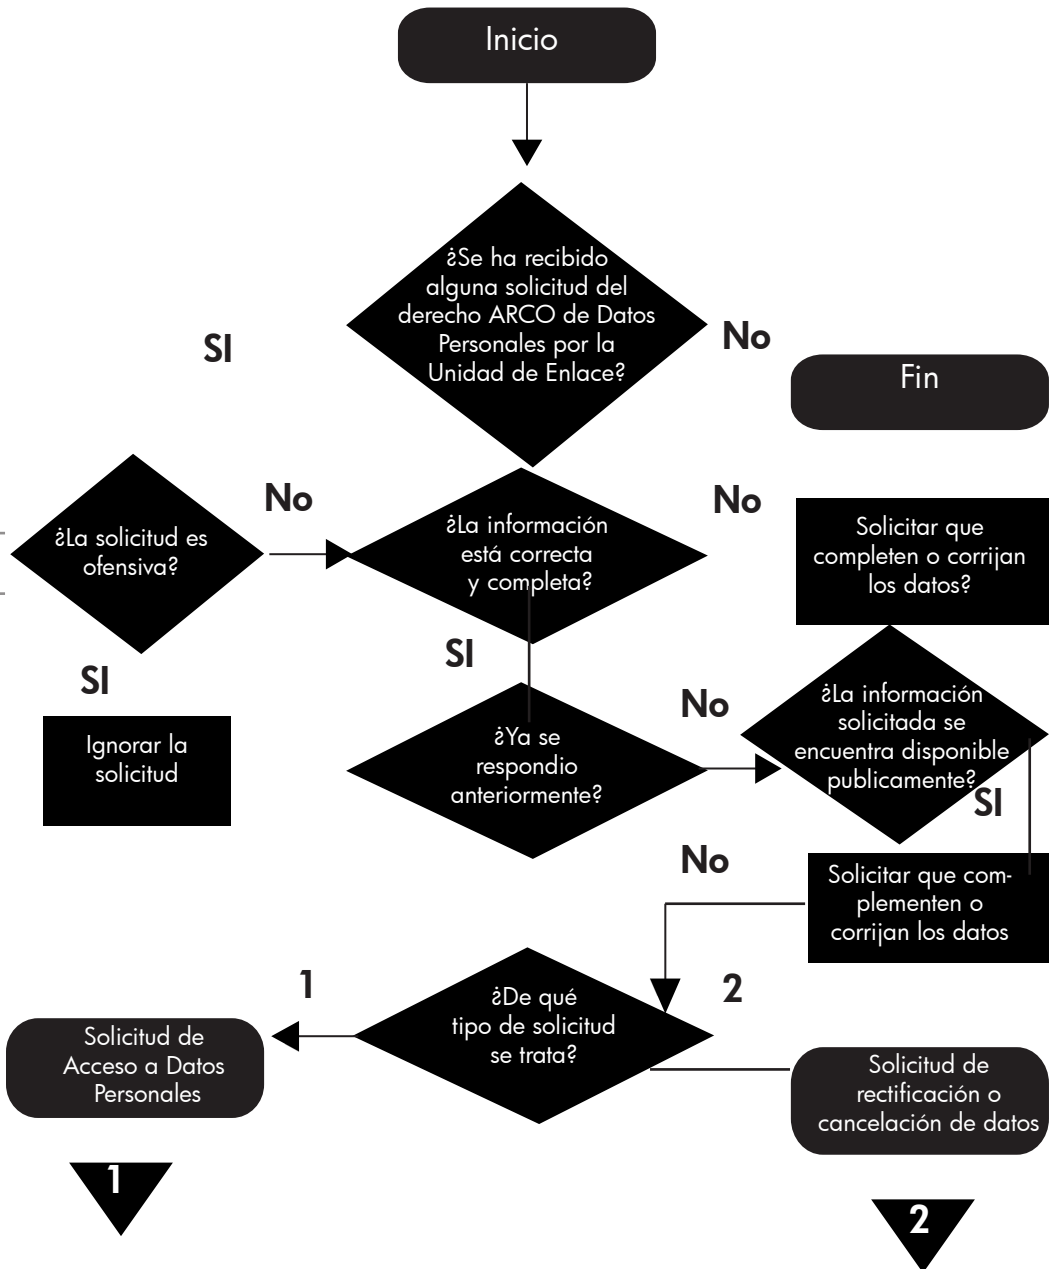 Inicio
¿Se ha recibido
alguna solicitud del
derecho ARCO de Datos
Personales por la
Unidad de Enlace?
SI
No
Fin
¿La solicitud es
ofensiva?
No
¿La información
está correcta
y completa?
No
Solicitar que
completen o corrijan
los datos?
SI
Ignorar la
solicitud
SI
¿Ya se
respondio
anteriormente?
No
¿La información
solicitada se
encuentra disponible
publicamente?
SI
No
Solicitar que com-
plementen o
corrijan los datos
1
¿De qué
tipo de solicitud
se trata?
2
Solicitud de
Acceso a Datos
Personales
Solicitud de
rectificación o
cancelación de datos
1
2